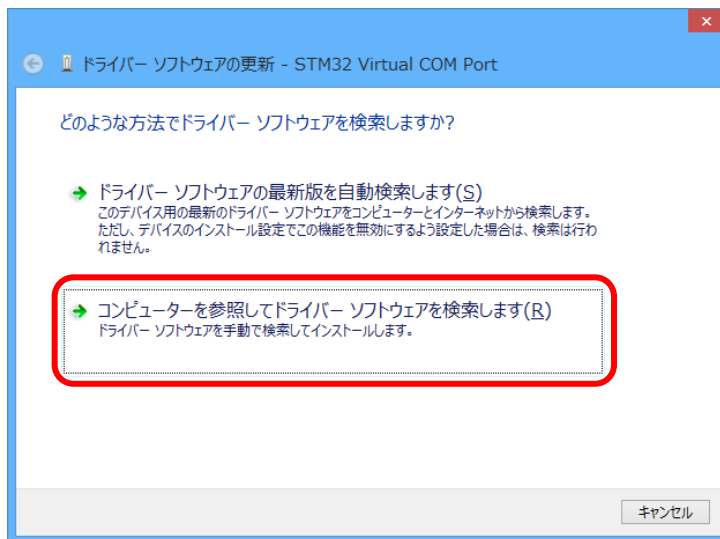 ドライバー ソフトウェアの更新 - STM32 Virtual COM Port
どのような方法でドライバー ソフトウェアを検索しますか?
ドライバー ソフトウェアの最新版を自動検索します(S)
このデバイス用の最新のドライバー ソフトウェアをコンピューターとインターネットから検索します。
ただし、デバイスのインストール設定でこの機能を無効にするよう設定した場合は、検索は行わ
れません。
コンピューターを参照してドライバー ソフトウェアを検索します(R)
ドライバー ソフトウェアを手動で検索してインストールします。
キャンセル